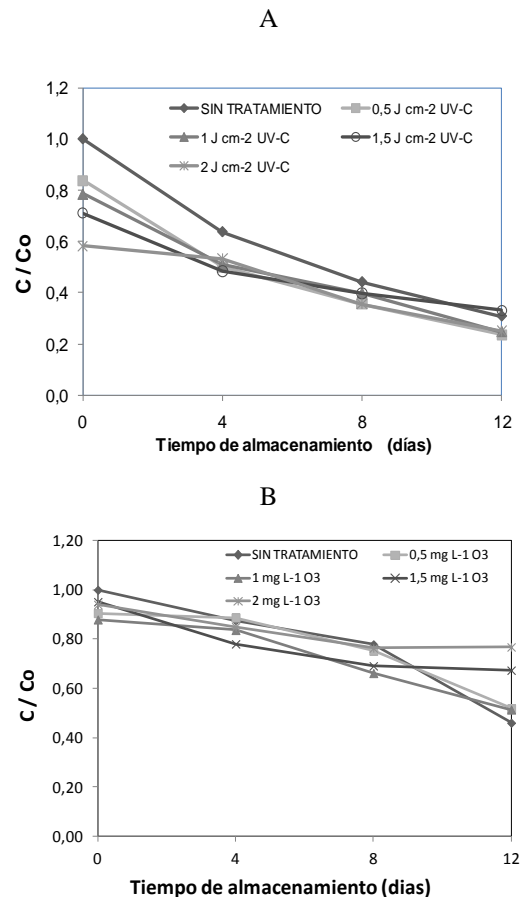 A
1,2
1,0
0,8
0,6
0,4
0,2
0,0
C / Co
SIN TRATAMIENTO
0,5 J cm-2 UV-C
1 J cm-2 UV-C
1,5 J cm-2 UV-C
2 J cm-2 UV-C
0 4 8 12
Tiempo de almacenamiento (días)
B
1,20
1,00
0,80
0,60
0,40
0,20
0,00
C / Co
SIN TRATAMIENTO
0,5 mg L-1 O3
1 mg L-1 O3
1,5 mg L-1 O3
2 mg L-1 O3
0 4 8 12
Tiempo de almacenamiento (dias)